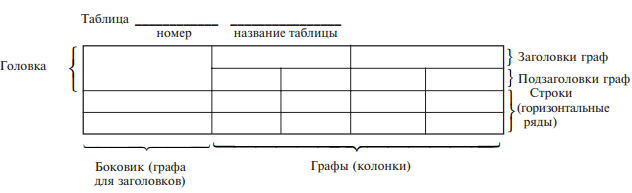 Таблица
номер название таблицы
Головка
Заголовки граф
Подзаголовки граф
Строки
(горизонтальные
ряды)
Боковик (графа
для заголовков)
Графы (колонки)